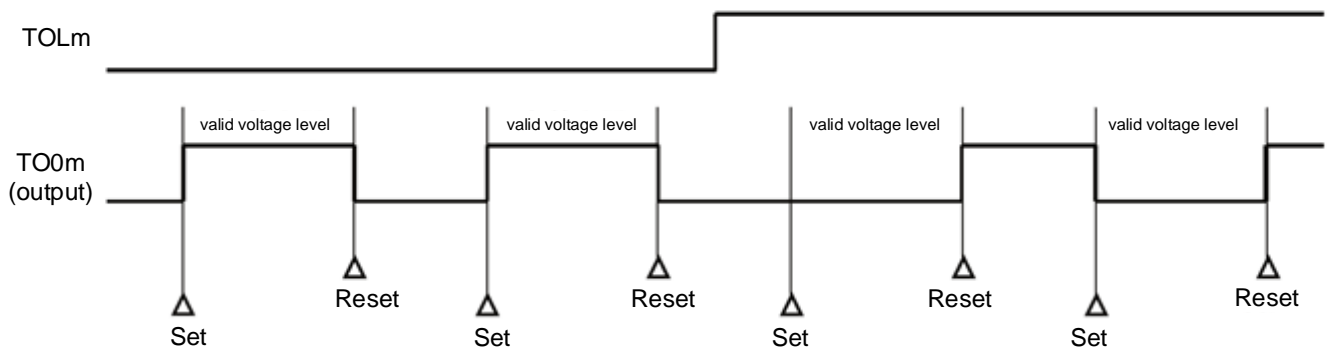 TOLm
valid voltage level valid voltage level valid voltage level valid voltage level
TO0m
(output)
Reset Reset Reset Reset
Set Set Set Set